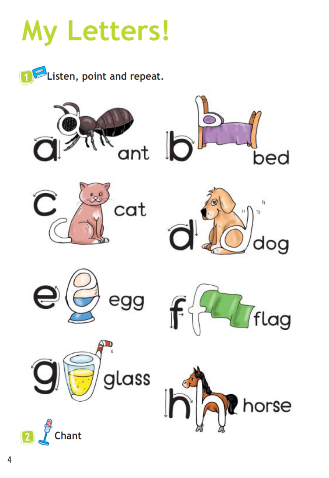 My Letters!
1 Listen, point and repeat.
a ant
b bed
c cat
d dog
e egg
f flag
g glass
h horse
2 Chant
4